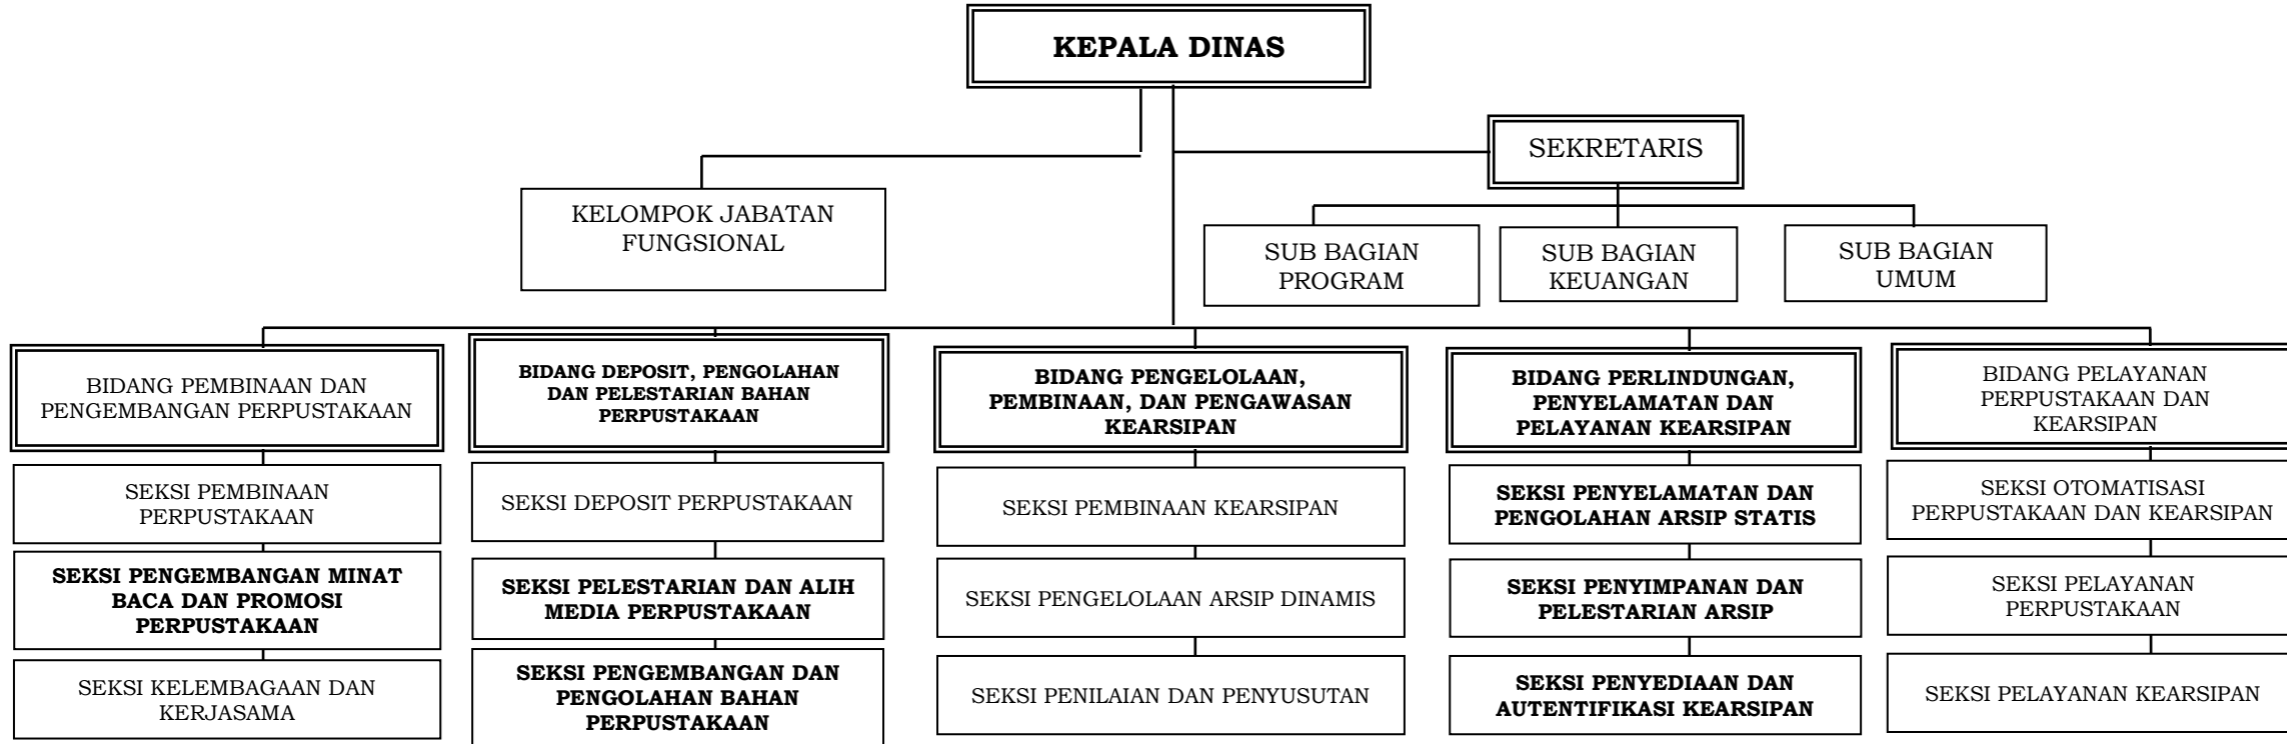 KEPALA DINAS
SEKRETARIS
KELOMPOK JABATAN
FUNGSIONAL
SUB BAGIAN
PROGRAM
SUB BAGIAN
KEUANGAN
SUB BAGIAN
UMUM
BIDANG PEMBINAAN DAN
PENGEMBANGAN PERPUSTAKAAN
BIDANG DEPOSIT, PENGOLAHAN
DAN PELESTARIAN BAHAN
PERPUSTAKAAN
BIDANG PENGELOLAAN,
PEMBINAAN, DAN PENGAWASAN
KEARSIPAN
BIDANG PERLINDUNGAN,
PENYELAMATAN DAN
PELAYANAN KEARSIPAN
BIDANG PELAYANAN
PERPUSTAKAAN DAN
KEARSIPAN
SEKSI PEMBINAAN
PERPUSTAKAAN
SEKSI DEPOSIT PERPUSTAKAAN
SEKSI PEMBINAAN KEARSIPAN
SEKSI PENYELAMATAN DAN
PENGOLAHAN ARSIP STATIS
SEKSI OTOMATISASI
PERPUSTAKAAN DAN KEARSIPAN
SEKSI PENGEMBANGAN MINAT
BACA DAN PROMOSI
PERPUSTAKAAN
SEKSI PELESTARIAN DAN ALIH
MEDIA PERPUSTAKAAN
SEKSI PENGELOLAAN ARSIP DINAMIS
SEKSI PENYIMPANAN DAN
PELESTARIAN ARSIP
SEKSI PELAYANAN
PERPUSTAKAAN
SEKSI KELEMBAGAAN DAN
KERJASAMA
SEKSI PENGEMBANGAN DAN
PENGOLAHAN BAHAN
PERPUSTAKAAN
SEKSI PENILAIAN DAN PENYUSUTAN
SEKSI PENYEDIAAN DAN
AUTENTIFIKASI KEARSIPAN
SEKSI PELAYANAN KEARSIPAN